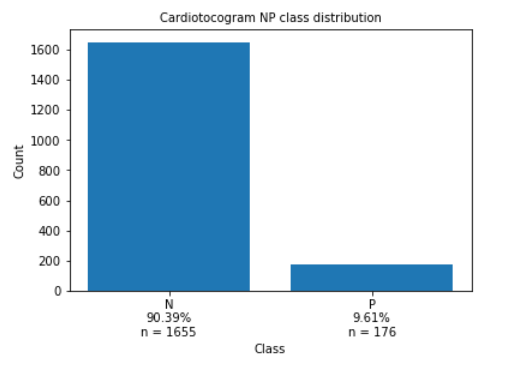 Cardiotocogram NP class distribution
1600
1400
1200
1000
800
600
400
200
0
Count
N
90.39%
n = 1655
P
9.61%
n = 176
Class